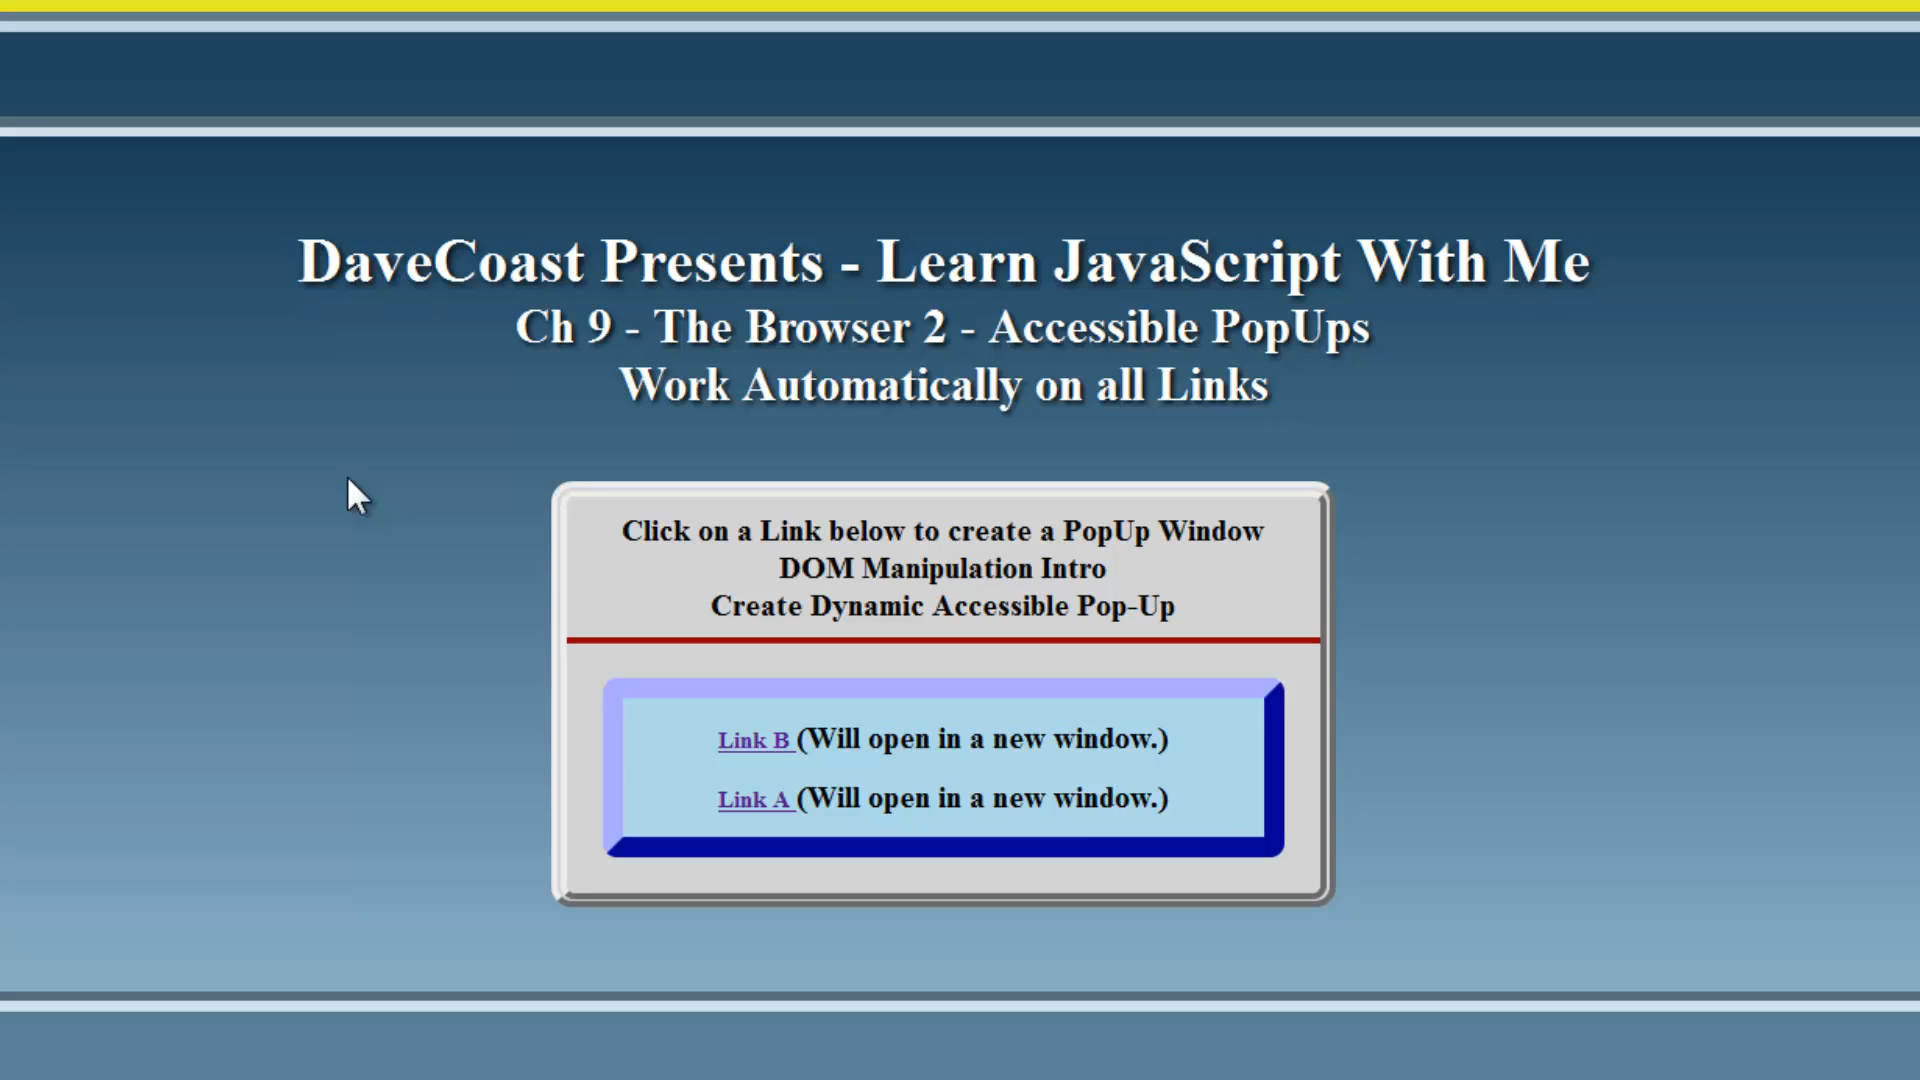 DaveCoast Presents - Learn JavaScript With Me
Ch 9 - The Browser 2 - Accessible PopUps
Work Automatically on all Links
Click on a Link below to create a PopUp Window
DOM Manipulation Intro
Create Dynamic Accessible Pop-Up
Link B (Will open in a new window.)
Link A (Will open in a new window.)